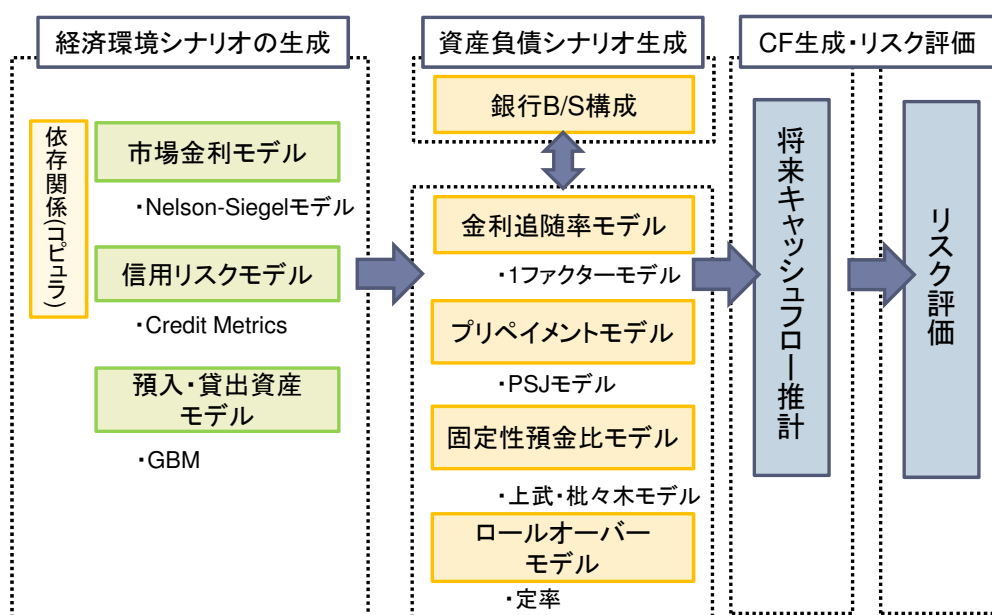 経済環境シナリオの生成
依存関係(コピュラ)
市場金利モデル
・Nelson-Siegelモデル
信用リスクモデル
・Credit Metrics
預入・貸出資産
モデル
・GBM
資産負債シナリオ生成
銀行B/S構成
金利追随率モデル
・1ファクターモデル
プリペイメントモデル
・PSJモデル
固定性預金比モデル
・上武・枇々木モデル
ロールオーバー
モデル
・定率
CF生成・リスク評価
将来キャッシュフロー推計
リスク評価